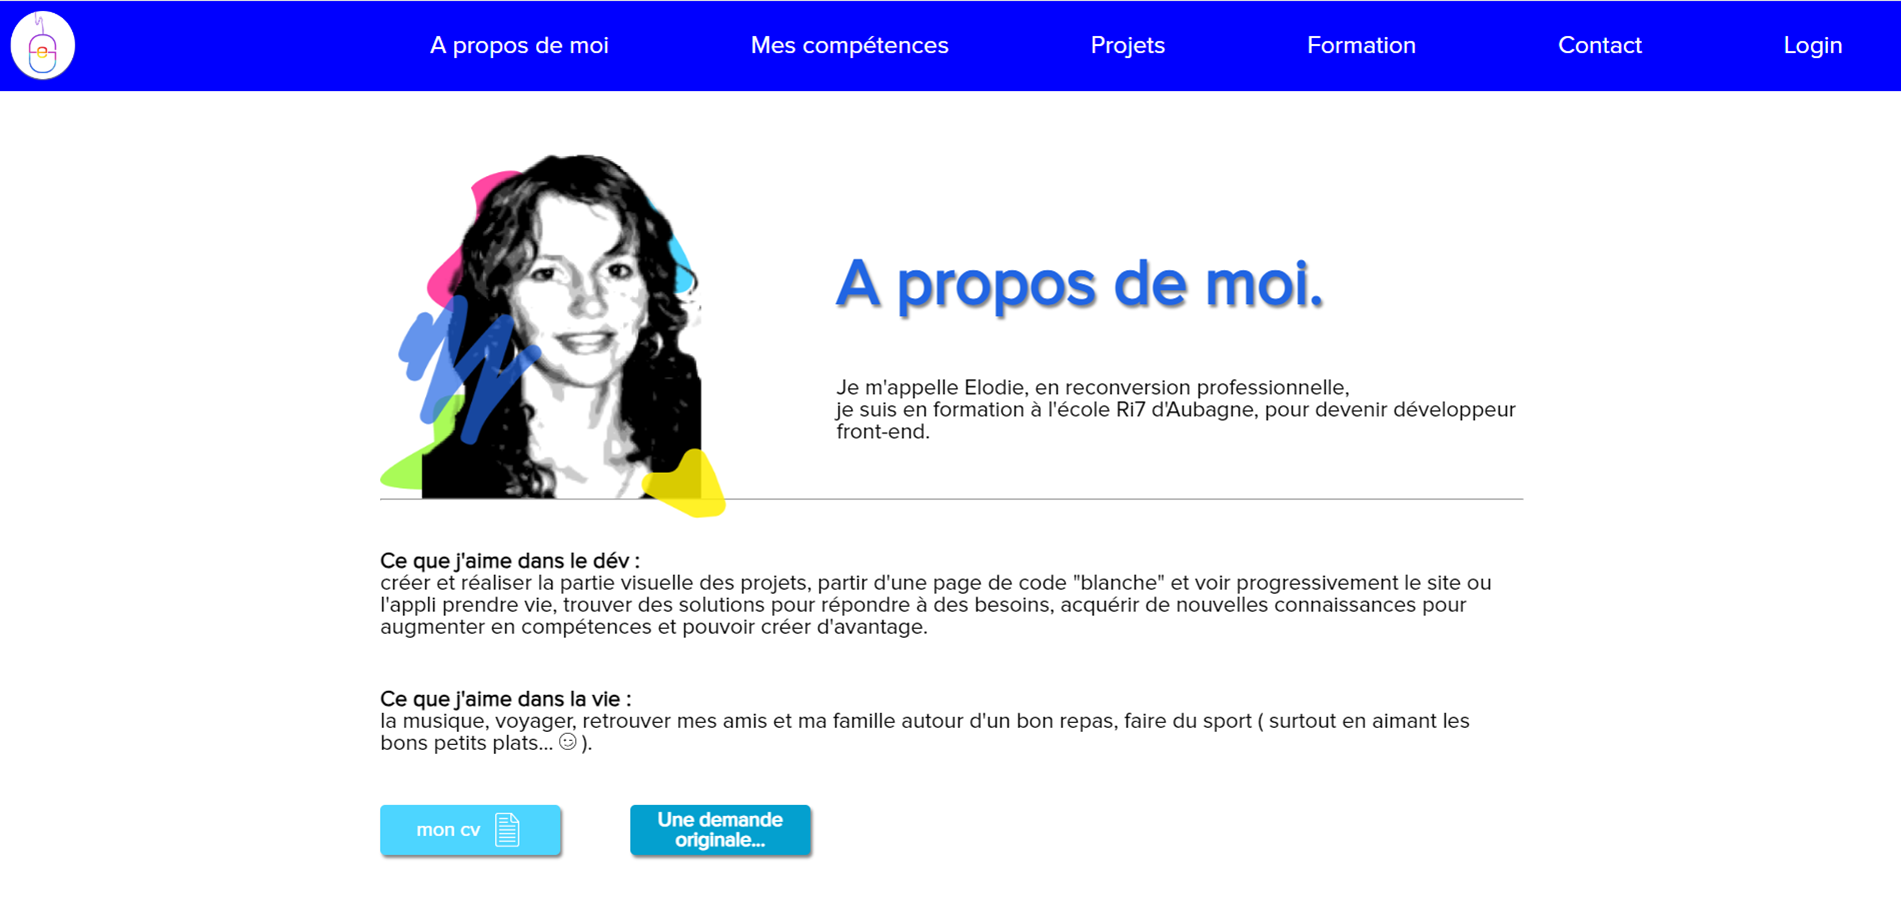 A propos de moi
Mes compétences
Projets
Formation
Contact
Login
A propos de moi.
Je m'appelle Elodie, en reconversion professionnelle,
je suis en formation à l'école Ri7 d'Aubagne, pour devenir développeur
front-end.
Ce que j'aime dans le dév :
créer et réaliser la partie visuelle des projets, partir d'une page de code "blanche" et voir progressivement le site ou
l'appli prendre vie, trouver des solutions pour répondre à des besoins, acquérir de nouvelles connaissances pour
augmenter en compétences et pouvoir créer d'avantage.
Ce que j'aime dans la vie :
la musique, voyager, retrouver mes amis et ma famille autour d'un bon repas, faire du sport ( surtout en aimant les
bons petits plats... 😉 ).
mon cv
Une demande
originale...